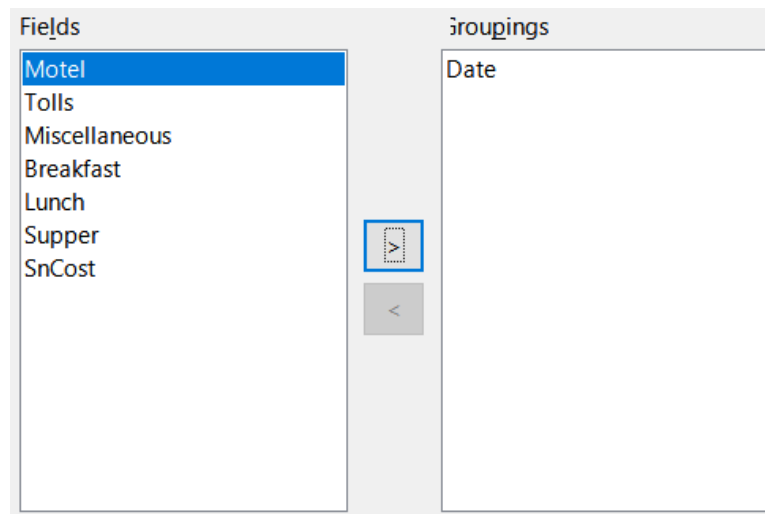 Fields
Groupings
Motel
Date
Tolls
Miscellaneous
Breakfast
Lunch
Supper
>
SnCost
<